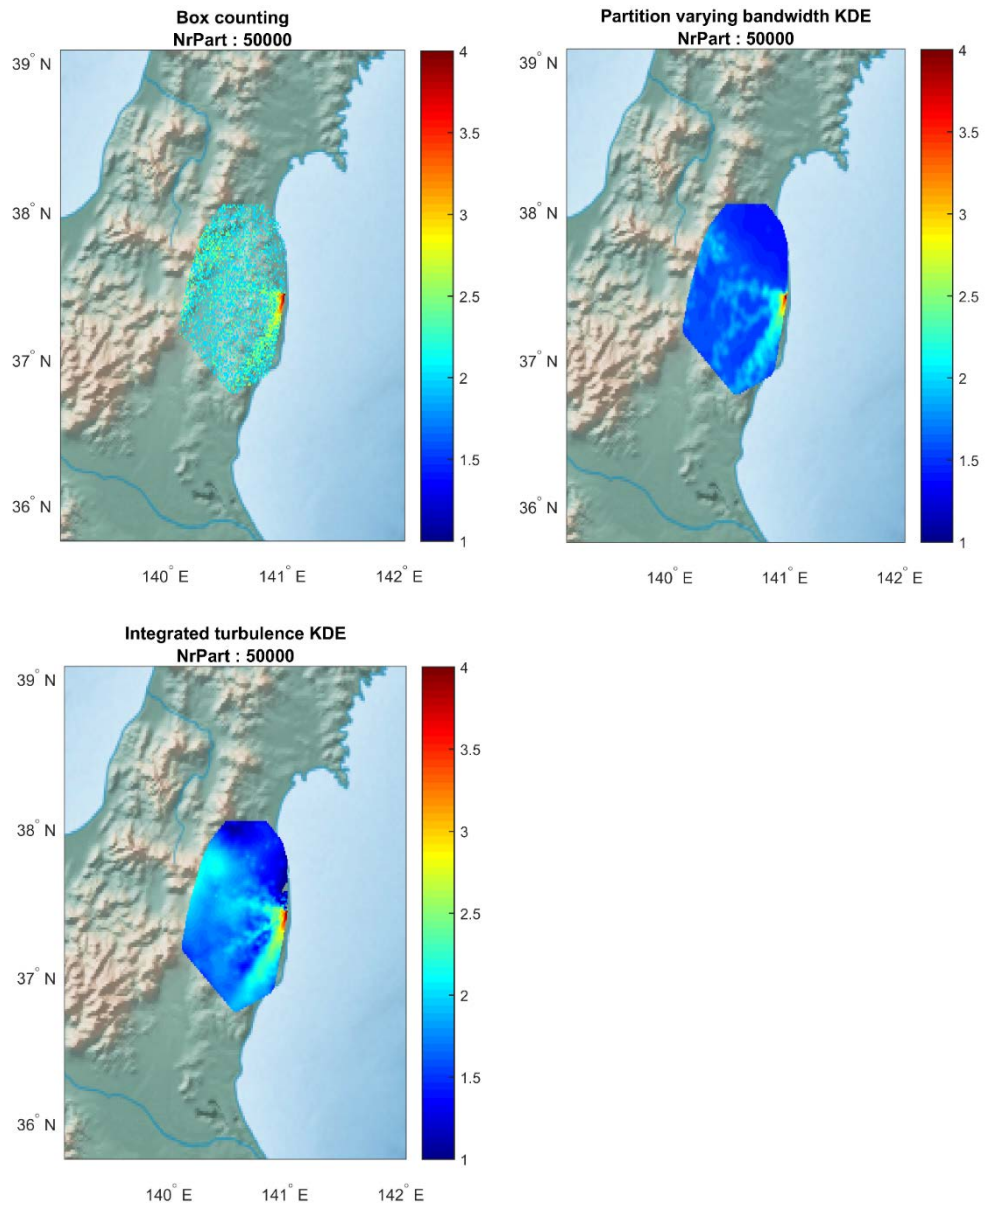 Box counting
NrPart : 50000
39° N
38° N
37° N
36° N
140° E
141° E
142° E
4
3.5
3
2.5
2
1.5
1
Partition varying bandwidth KDE
NrPart : 50000
39° N
38° N
37° N
36° N
140° E
141° E
142° E
4
3.5
3
2.5
2
1.5
1
Integrated turbulence KDE
NrPart : 50000
39° N
38° N
37° N
36° N
140° E
141° E
142° E
4
3.5
3
2.5
2
1.5
1